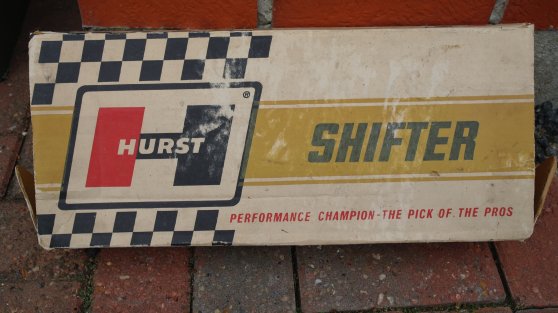 HURST
®
SHIFTER
PERFORMANCE CHAMPION-THE PICK OF THE PROS